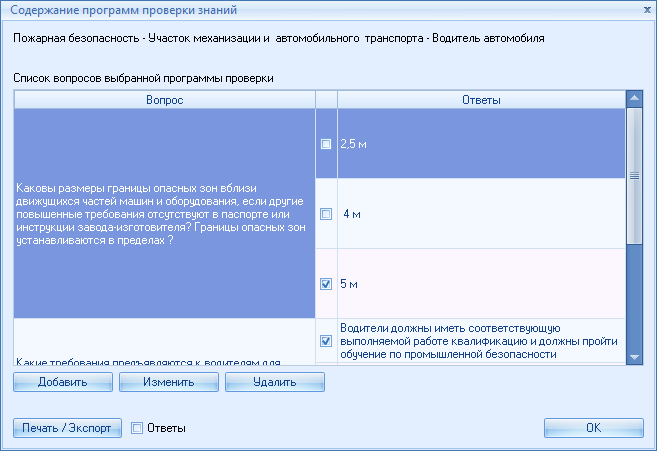 Содержание программ проверки знаний
Пожарная безопасность - Участок механизации и автомобильного транспорта - Водитель автомобиля
Список вопросов выбранной программы проверки
Вопрос
Ответы
Каковы размеры границы опасных зон вблизи
движущихся частей машин и оборудования, если другие
повышенные требования отсутствуют в паспорте или
инструкции завода-изготовителя? Границы опасных зон
устанавливаются в пределах ?
2,5 м
4 м
5 м
Какие требования предъявляются к водителям для
Водители должны иметь соответствующую
выполняемой работе квалификацию и должны пройти
обучение по промышленной безопасности
Добавить
Изменить
Удалить
Печать / Экспорт
Ответы
OK